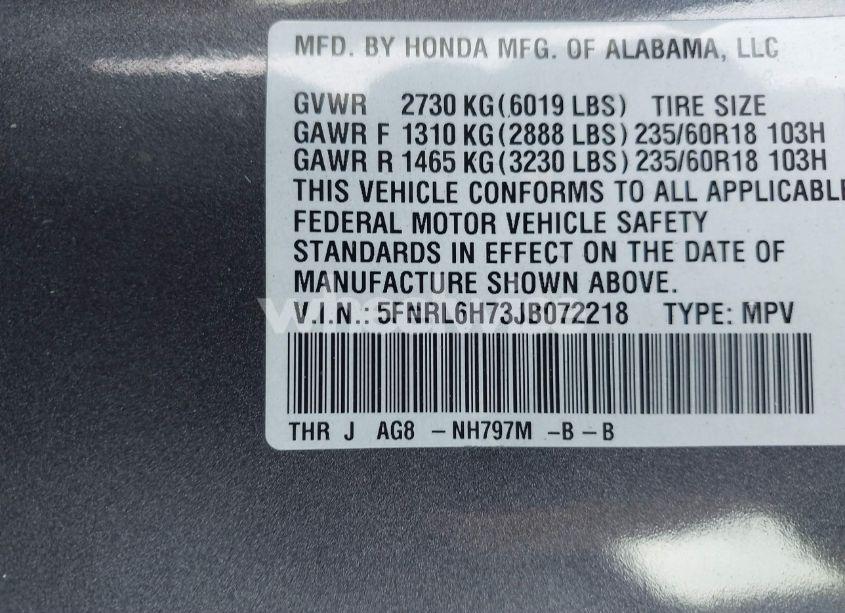 MFD. BY HONDA MFG. OF ALABAMA, LLC
GVWR 2730 KG(6019 LBS) TIRE SIZE
GAWR F 1310 KG(2888 LBS) 235/60R18 103H
GAWR R 1465 KG(3230 LBS) 235/60R18 103H
THIS VEHICLE CONFORMS TO ALL APPLICABLE
FEDERAL MOTOR VEHICLE SAFETY
STANDARDS IN EFFECT ON THE DATE OF
MANUFACTURE SHOWN ABOVE.
V.I.N.: 5FNRL6H73JB072218 TYPE: MPV
THR J AG8 - NH797M - B - B